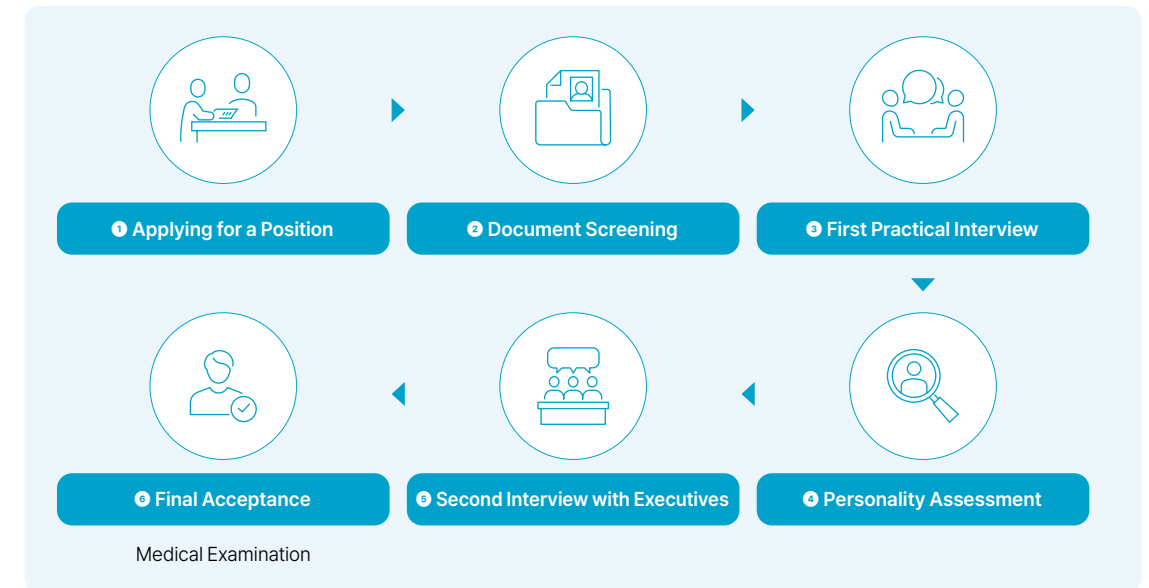 ❶ Applying for a Position
❷ Document Screening
❸ First Practical Interview
❻ Final Acceptance
❺ Second Interview with Executives
❹ Personality Assessment
Medical Examination